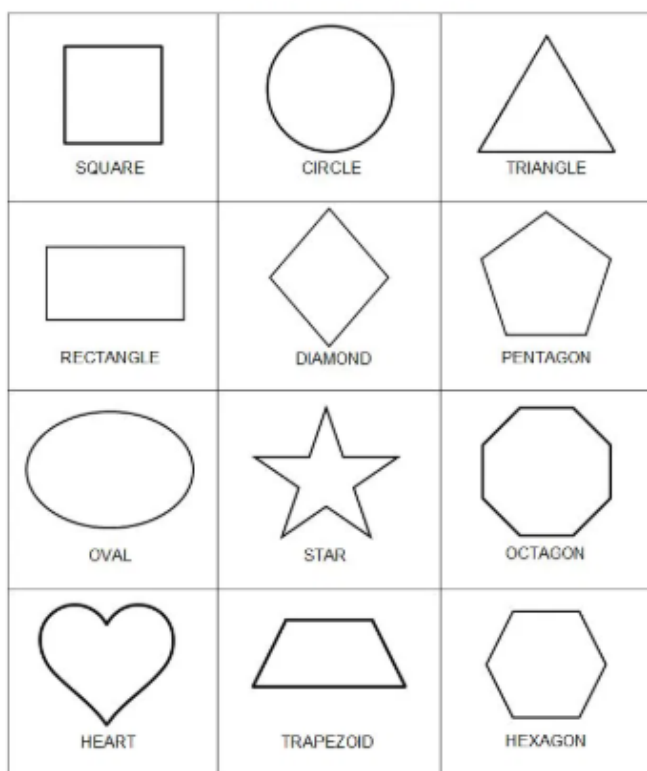 SQUARE
CIRCLE
TRIANGLE
RECTANGLE
DIAMOND
PENTAGON
OVAL
STAR
OCTAGON
HEART
TRAPEZOID
HEXAGON